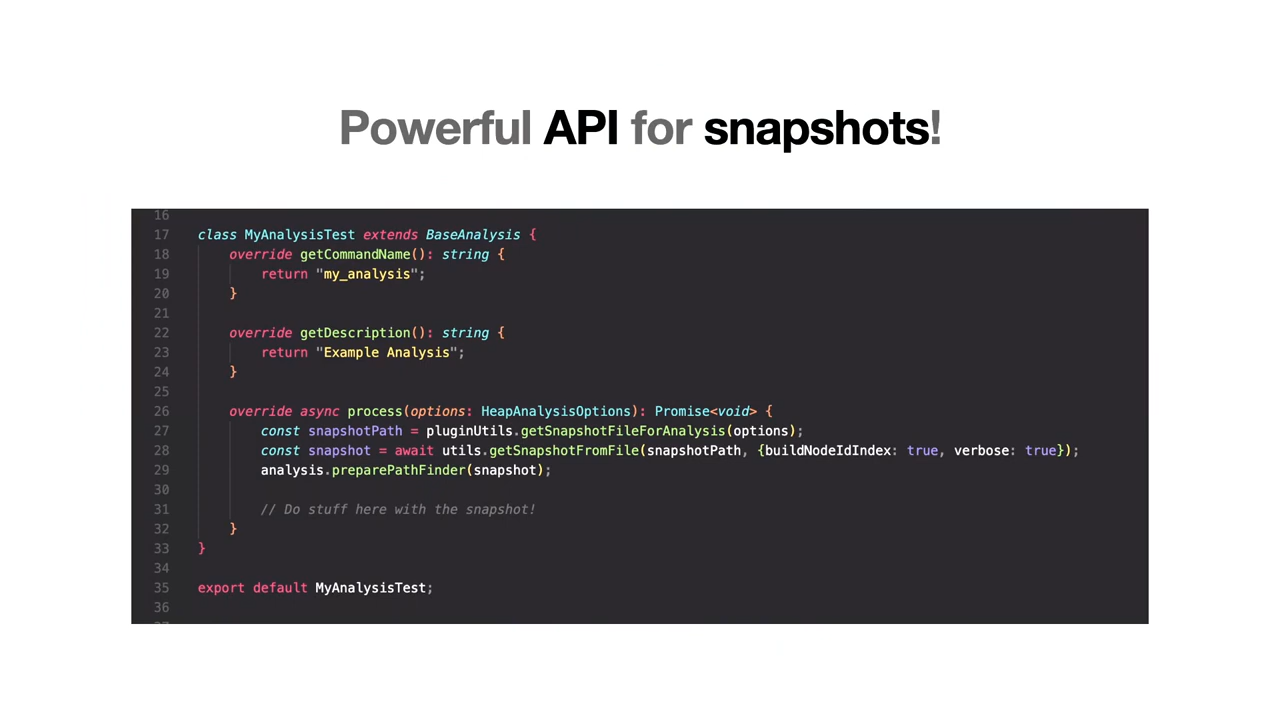 Powerful API for snapshots!
16
17 class MyAnalysisTest extends BaseAnalysis {
18 override getCommandName(): string {
19 return "my_analysis";
20 }
21
22 override getDescription(): string {
23 return "Example Analysis";
24 }
25
26 override async process(options: HeapAnalysisOptions): Promise<void> {
27 const snapshotPath = pluginUtils.getSnapshotFileForAnalysis(options);
28 const snapshot = await utils.getSnapshotFromFile(snapshotPath, {buildNodeIdIndex: true, verbose: true});
29 analysis.preparePathFinder(snapshot);
30
31 // Do stuff here with the snapshot!
32 }
33 }
34
35 export default MyAnalysisTest;
36